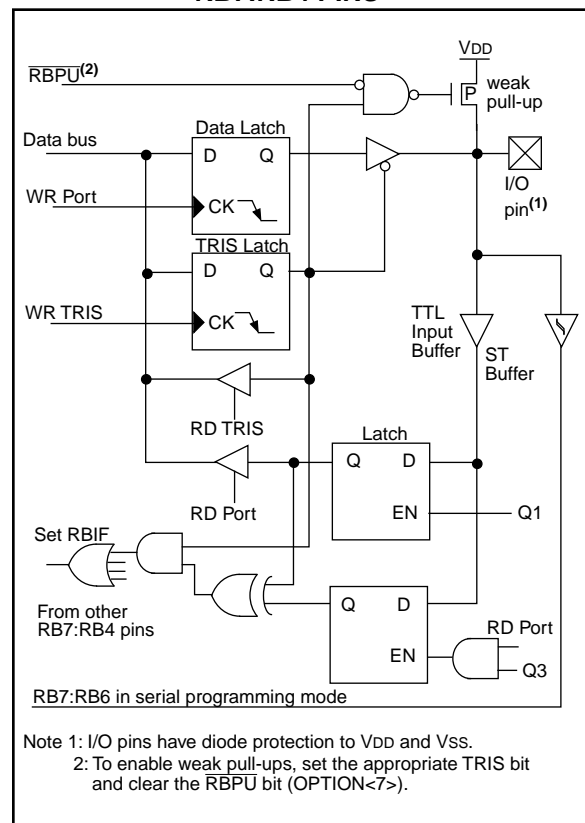 VDD
RBPU(2)
weak
pull-up
P
Data Latch
Data bus
D Q
I/O
pin(1)
WR Port
CK
TRIS Latch
D Q
TTL
Input
Buffer
WR TRIS
CK
ST
Buffer
RD TRIS
Latch
Q D
RD Port
EN
Q1
Set RBIF
From other
RB7:RB4 pins
Q D
RD Port
EN
Q3
RB7:RB6 in serial programming mode
Note 1: I/O pins have diode protection to VDD and VSS.
2: To enable weak pull-ups, set the appropriate TRIS bit
and clear the RBPU bit (OPTION<7>).